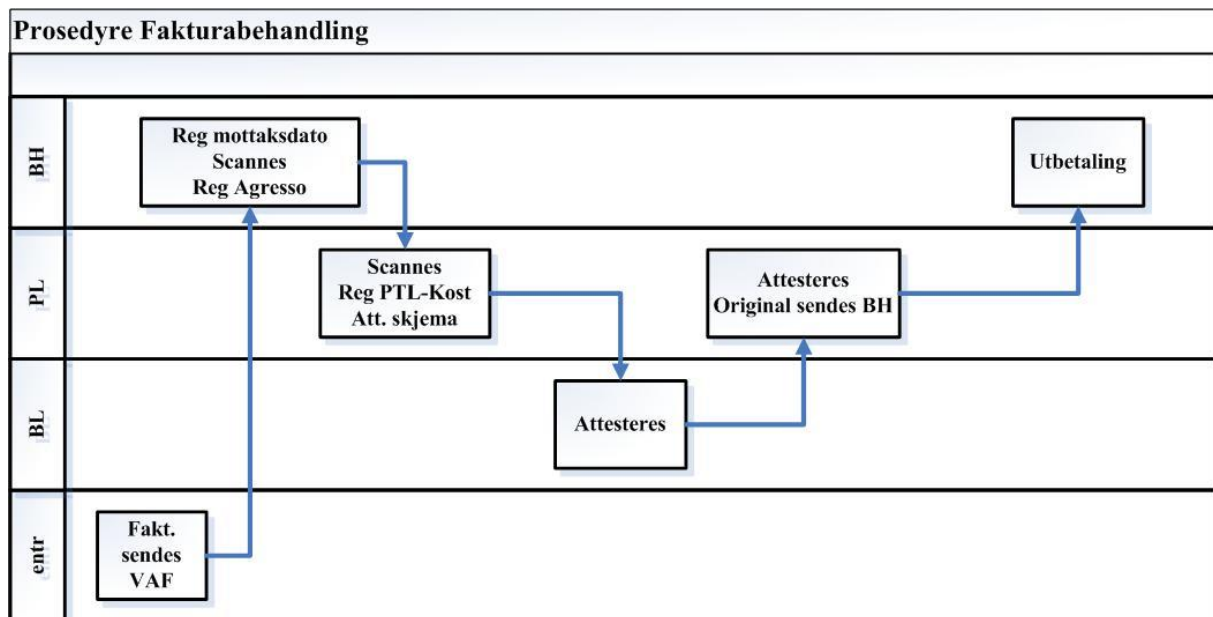 Prosedyre Fakturabehandling
BH
Reg mottaksdato
Scannes
Reg Agresso
Utbetaling
PL
Scannes
Reg PTL-Kost
Att. skjema
Attesteres
Original sendes BH
BL
Attesteres
entr
Fakt.
sendes
VAF